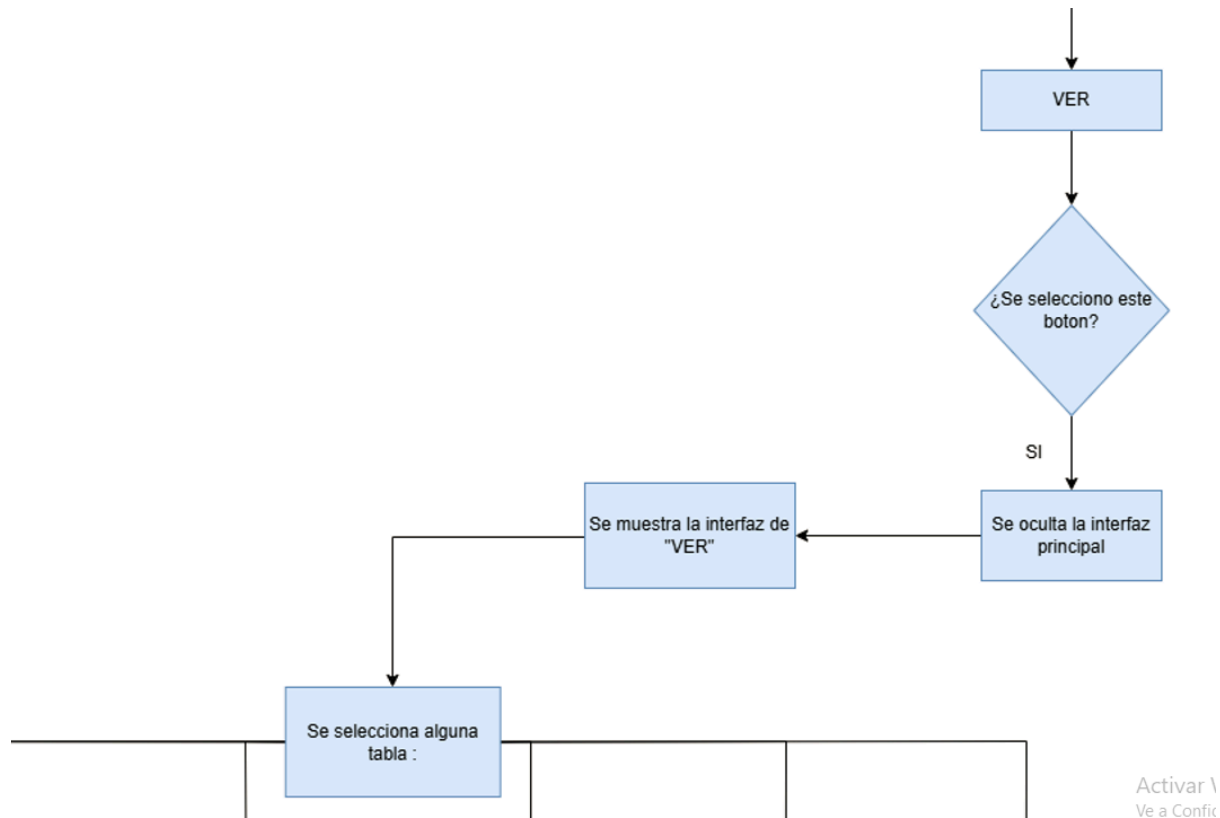 VER
¿Se selecciono este
boton?
SI
Se muestra la interfaz de
"VER"
Se oculta la interfaz
principal
Se selecciona alguna
tabla :
Activar
Ve a